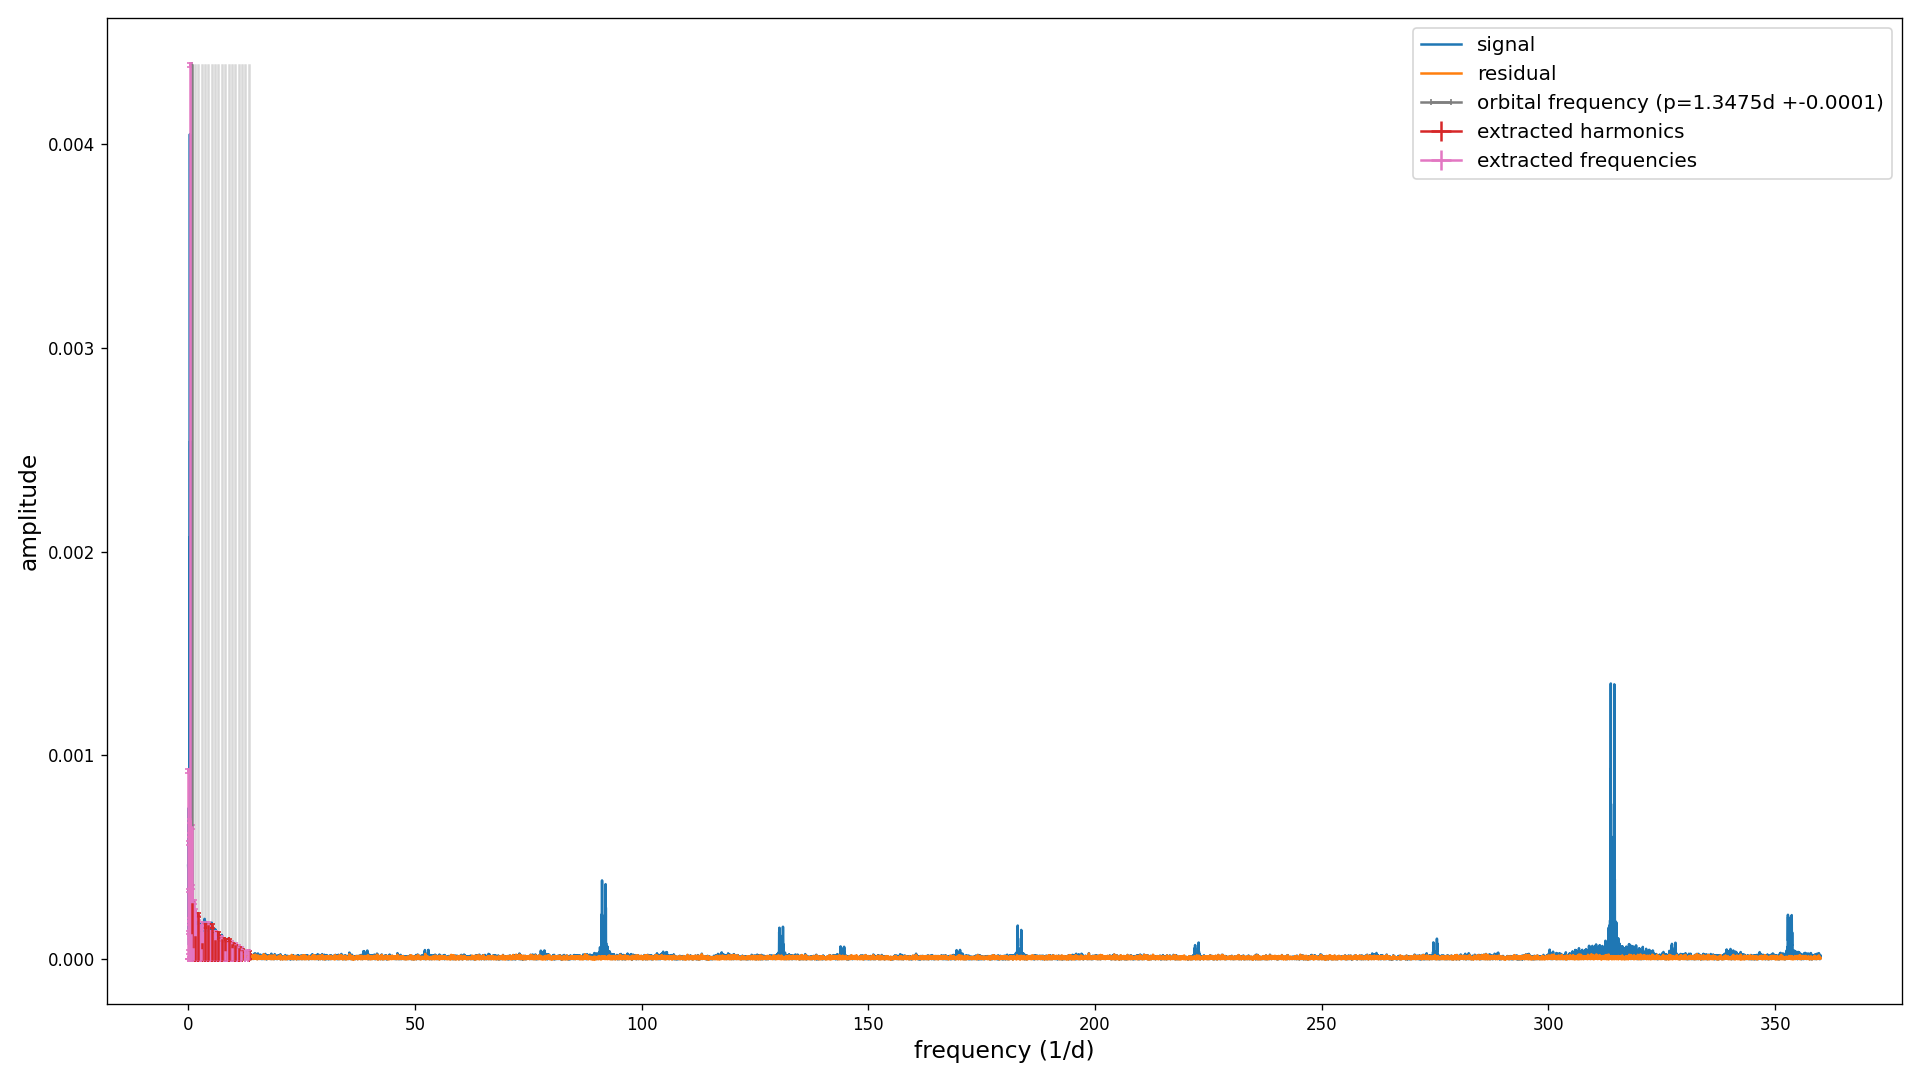 signal
residual
orbital frequency (p=1.3475d +-0.0001)
extracted harmonics
extracted frequencies
amplitude
0.004
0.003
0.002
0.001
0.000
0 50 100 150 200 250 300 350
frequency (1/d)